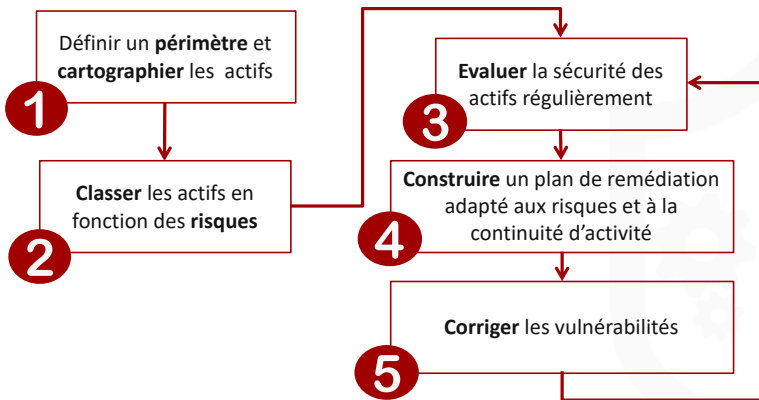 Définir un périmètre et
cartographier les actifs
1
Classer les actifs en
fonction des risques
2
Evaluer la sécurité des
actifs régulièrement
3
Construire un plan de remédiation
adapté aux risques et à la
continuité d’activité
4
Corriger les vulnérabilités
5